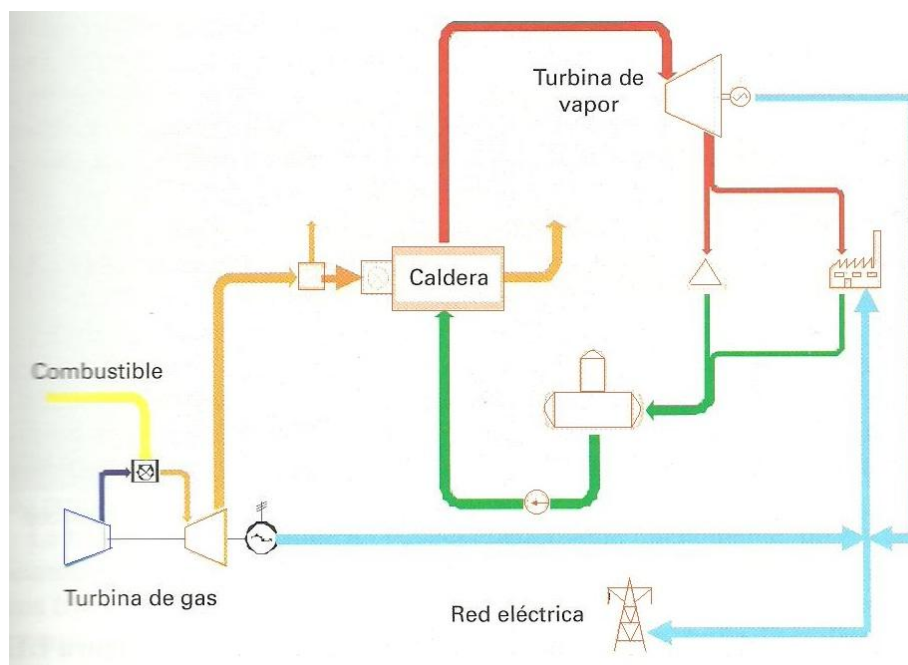 Turbina de
vapor
Caldera
Combustible
Turbina de gas
Red eléctrica